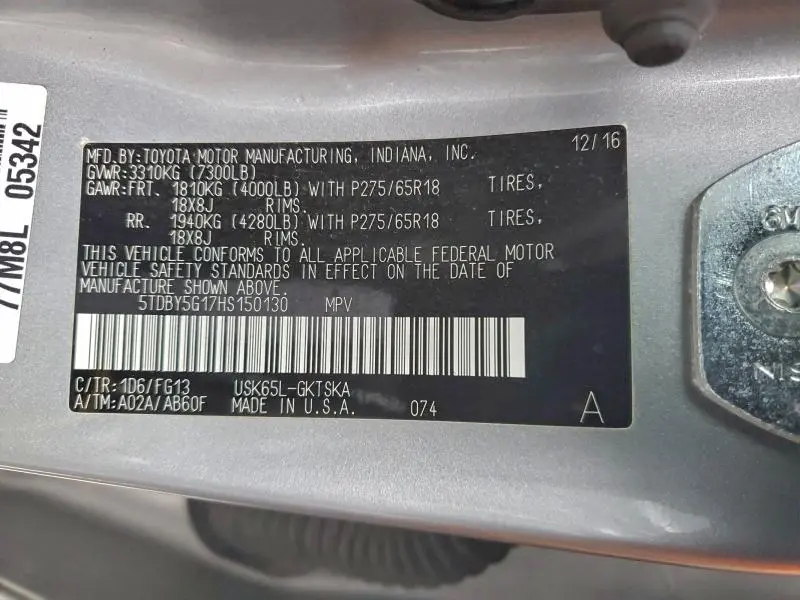 MFD.BY:TOYOTA MOTOR MANUFACTURING, INDIANA, INC. 12/16
GVWR:3310KG (7300LB)
GAWR:FRT. 1810KG (4000LB) WITH P275/65R18 TIRES,
18X8J RIMS.
RR. 1940KG (4280LB) WITH P275/65R18 TIRES,
18X8J RIMS.
THIS VEHICLE CONFORMS TO ALL APPLICABLE FEDERAL MOTOR
VEHICLE SAFETY STANDARDS IN EFFECT ON THE DATE OF
MANUFACTURE SHOWN ABOVE.
5TDBY5G17HS150130 MPV
C/TR:1D6/FG13 USK65L-GKTSKA
A/TM:A02A/AB60F MADE IN U.S.A. 074 A
77M8L 05342